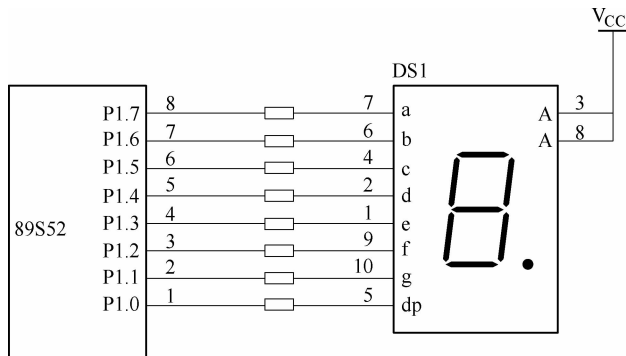 V_CC
DS1
P1.7 8 7 a A 3
P1.6 7 6 b A 8
P1.5 6 4 c
P1.4 5 2 d
89S52 P1.3 4 1 e
P1.2 3 9 f
P1.1 2 10 g
P1.0 1 5 dp